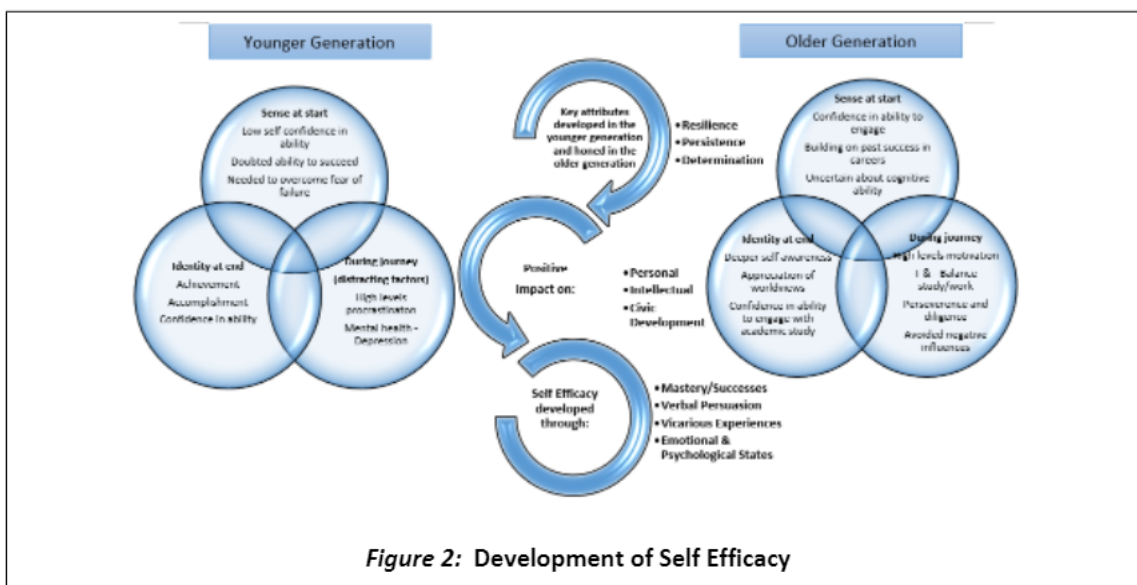 Younger Generation
Sense at start
Low self confidence in
ability
Doubted ability to succeed
Needed to overcome fear of
failure
Identity at end
Achievement
Accomplishment
Confidence in ability
During journey
(distracting factors)
High levels
procrastinaton
Mental health -
Depression
Key attributes
developed in the
younger generation
and honed in the
older generation
•Resilience
•Persistence
•Determination
Positive
Impact on:
•Personal
•Intellectual
•Civic
Development
Self Efficacy
developed
through:
•Mastery/Successes
•Verbal Persuasion
•Vicarious Experiences
•Emotional &
Psychological States
Older Generation
Sense at start
Confidence in ability to
engage
Building on past success in
careers
Uncertain about cognitive
ability
Identity at end
Deeper self awareness
Appreciation of
worldviews
Confidence in ability
to engage with
academic study
During journey
High levels motivation
& - Balance
study/work
Perseverence and
diligence
Avoided negative
influences
Figure 2: Development of Self Efficacy